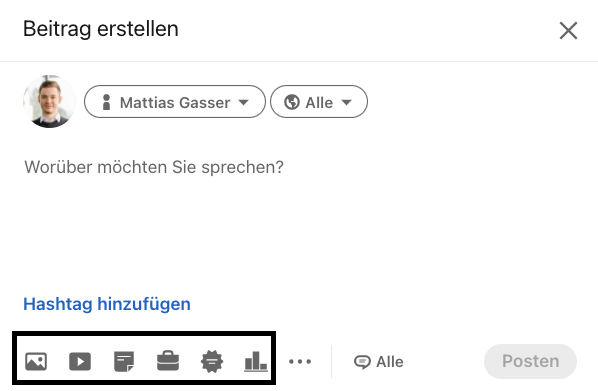 Beitrag erstellen
Mattias Gasser
Alle
Worüber möchten Sie sprechen?
Hashtag hinzufügen
Alle
Posten